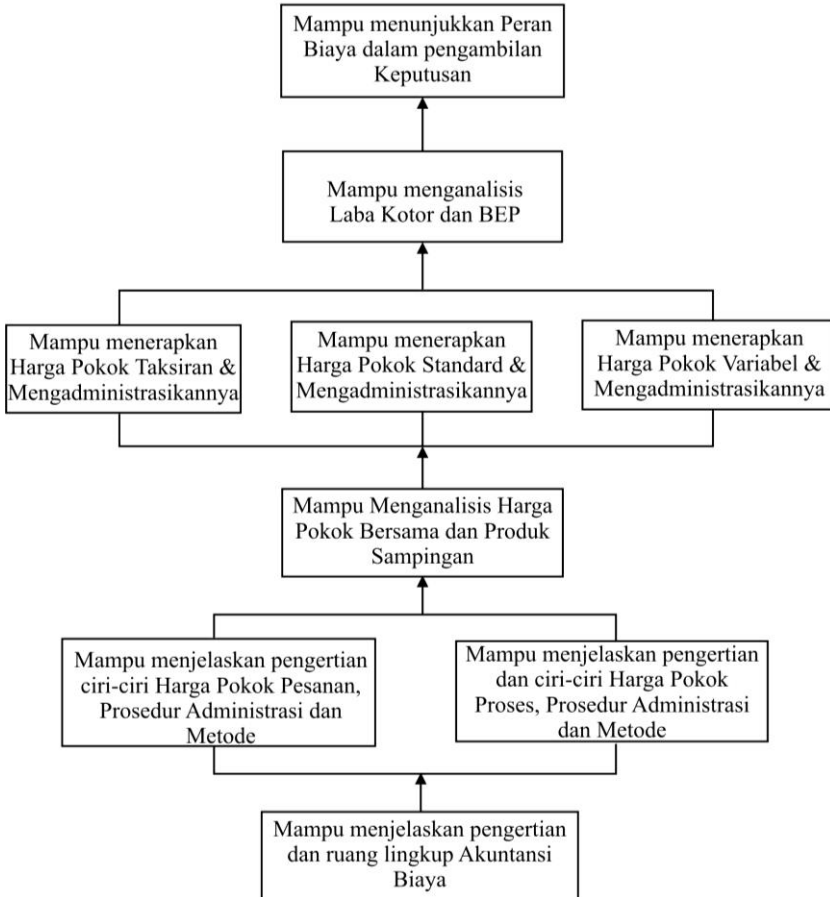 Mampu menunjukkan Peran
Biaya dalam pengambilan
Keputusan
Mampu menganalisis
Laba Kotor dan BEP
Mampu menerapkan
Harga Pokok Taksiran &
Mengadministrasikannya
Mampu menerapkan
Harga Pokok Standard &
Mengadministrasikannya
Mampu menerapkan
Harga Pokok Variabel &
Mengadministrasikannya
Mampu Menganalisis Harga
Pokok Bersama dan Produk
Sampingan
Mampu menjelaskan pengertian
ciri-ciri Harga Pokok Pesanan,
Prosedur Administrasi dan
Metode
Mampu menjelaskan pengertian
dan ciri-ciri Harga Pokok
Proses, Prosedur Administrasi
dan Metode
Mampu menjelaskan pengertian
dan ruang lingkup Akuntansi
Biaya